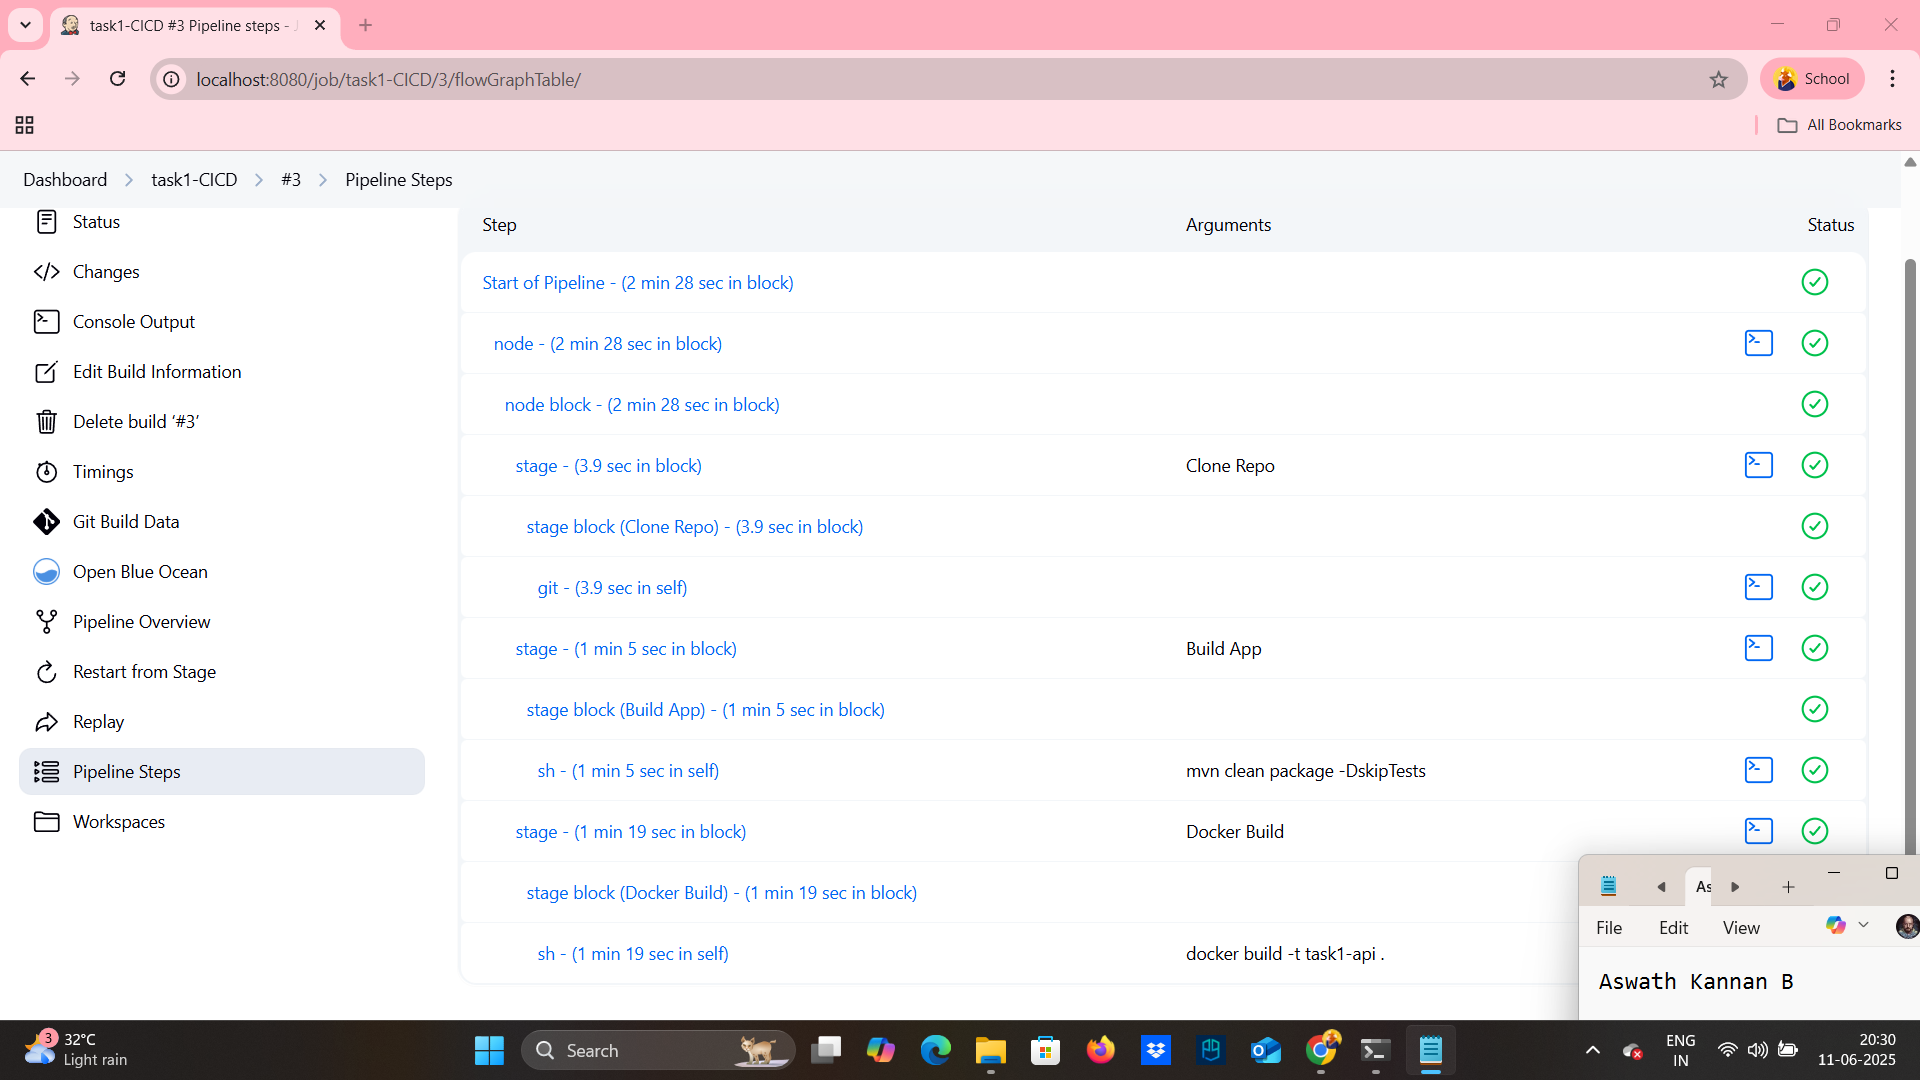 task1-CICD #3 Pipeline steps -
localhost:8080/job/task1-CICD/3/flowGraphTable/
School
All Bookmarks
Dashboard
task1-CICD
#3
Pipeline Steps
Status
Changes
Console Output
Edit Build Information
Delete build ‘#3’
Timings
Git Build Data
Open Blue Ocean
Pipeline Overview
Restart from Stage
Replay
Pipeline Steps
Workspaces
Step Arguments Status
Start of Pipeline - (2 min 28 sec in block)
node - (2 min 28 sec in block)
node block - (2 min 28 sec in block)
stage - (3.9 sec in block) Clone Repo
stage block (Clone Repo) - (3.9 sec in block)
git - (3.9 sec in self)
stage - (1 min 5 sec in block) Build App
stage block (Build App) - (1 min 5 sec in block)
sh - (1 min 5 sec in self) mvn clean package -DskipTests
stage - (1 min 19 sec in block) Docker Build
stage block (Docker Build) - (1 min 19 sec in block)
sh - (1 min 19 sec in self) docker build -t task1-api .
As
File Edit View
Aswath Kannan B
3
32°C
Light rain
Search
ENG
IN
20:30
11-06-2025